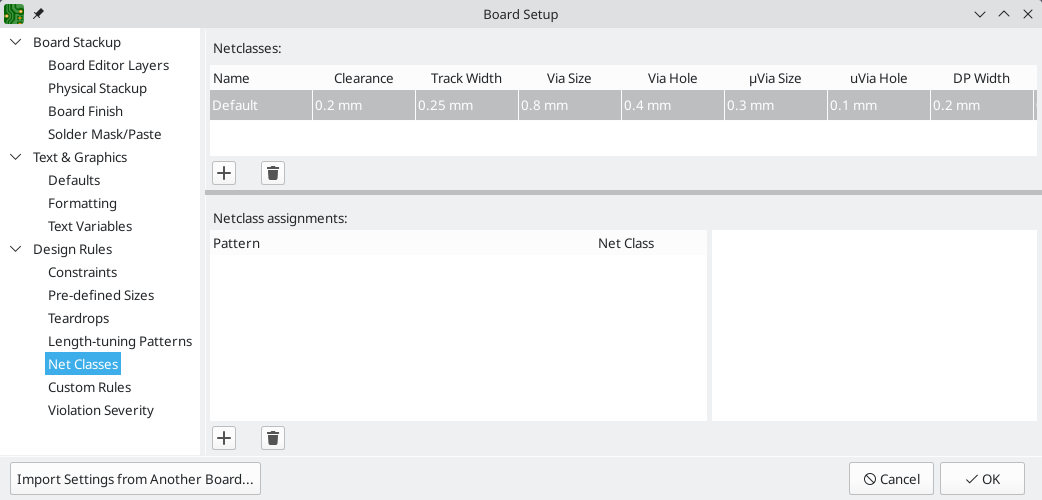 Board Setup
Board Stackup
Board Editor Layers
Physical Stackup
Board Finish
Solder Mask/Paste
Text & Graphics
Defaults
Formatting
Text Variables
Design Rules
Constraints
Pre-defined Sizes
Teardrops
Length-tuning Patterns
Net Classes
Custom Rules
Violation Severity
Netclasses:
Name Clearance Track Width Via Size Via Hole µVia Size uVia Hole DP Width
Default 0.2 mm 0.25 mm 0.8 mm 0.4 mm 0.3 mm 0.1 mm 0.2 mm
Netclass assignments:
Pattern Net Class
Import Settings from Another Board... Cancel OK